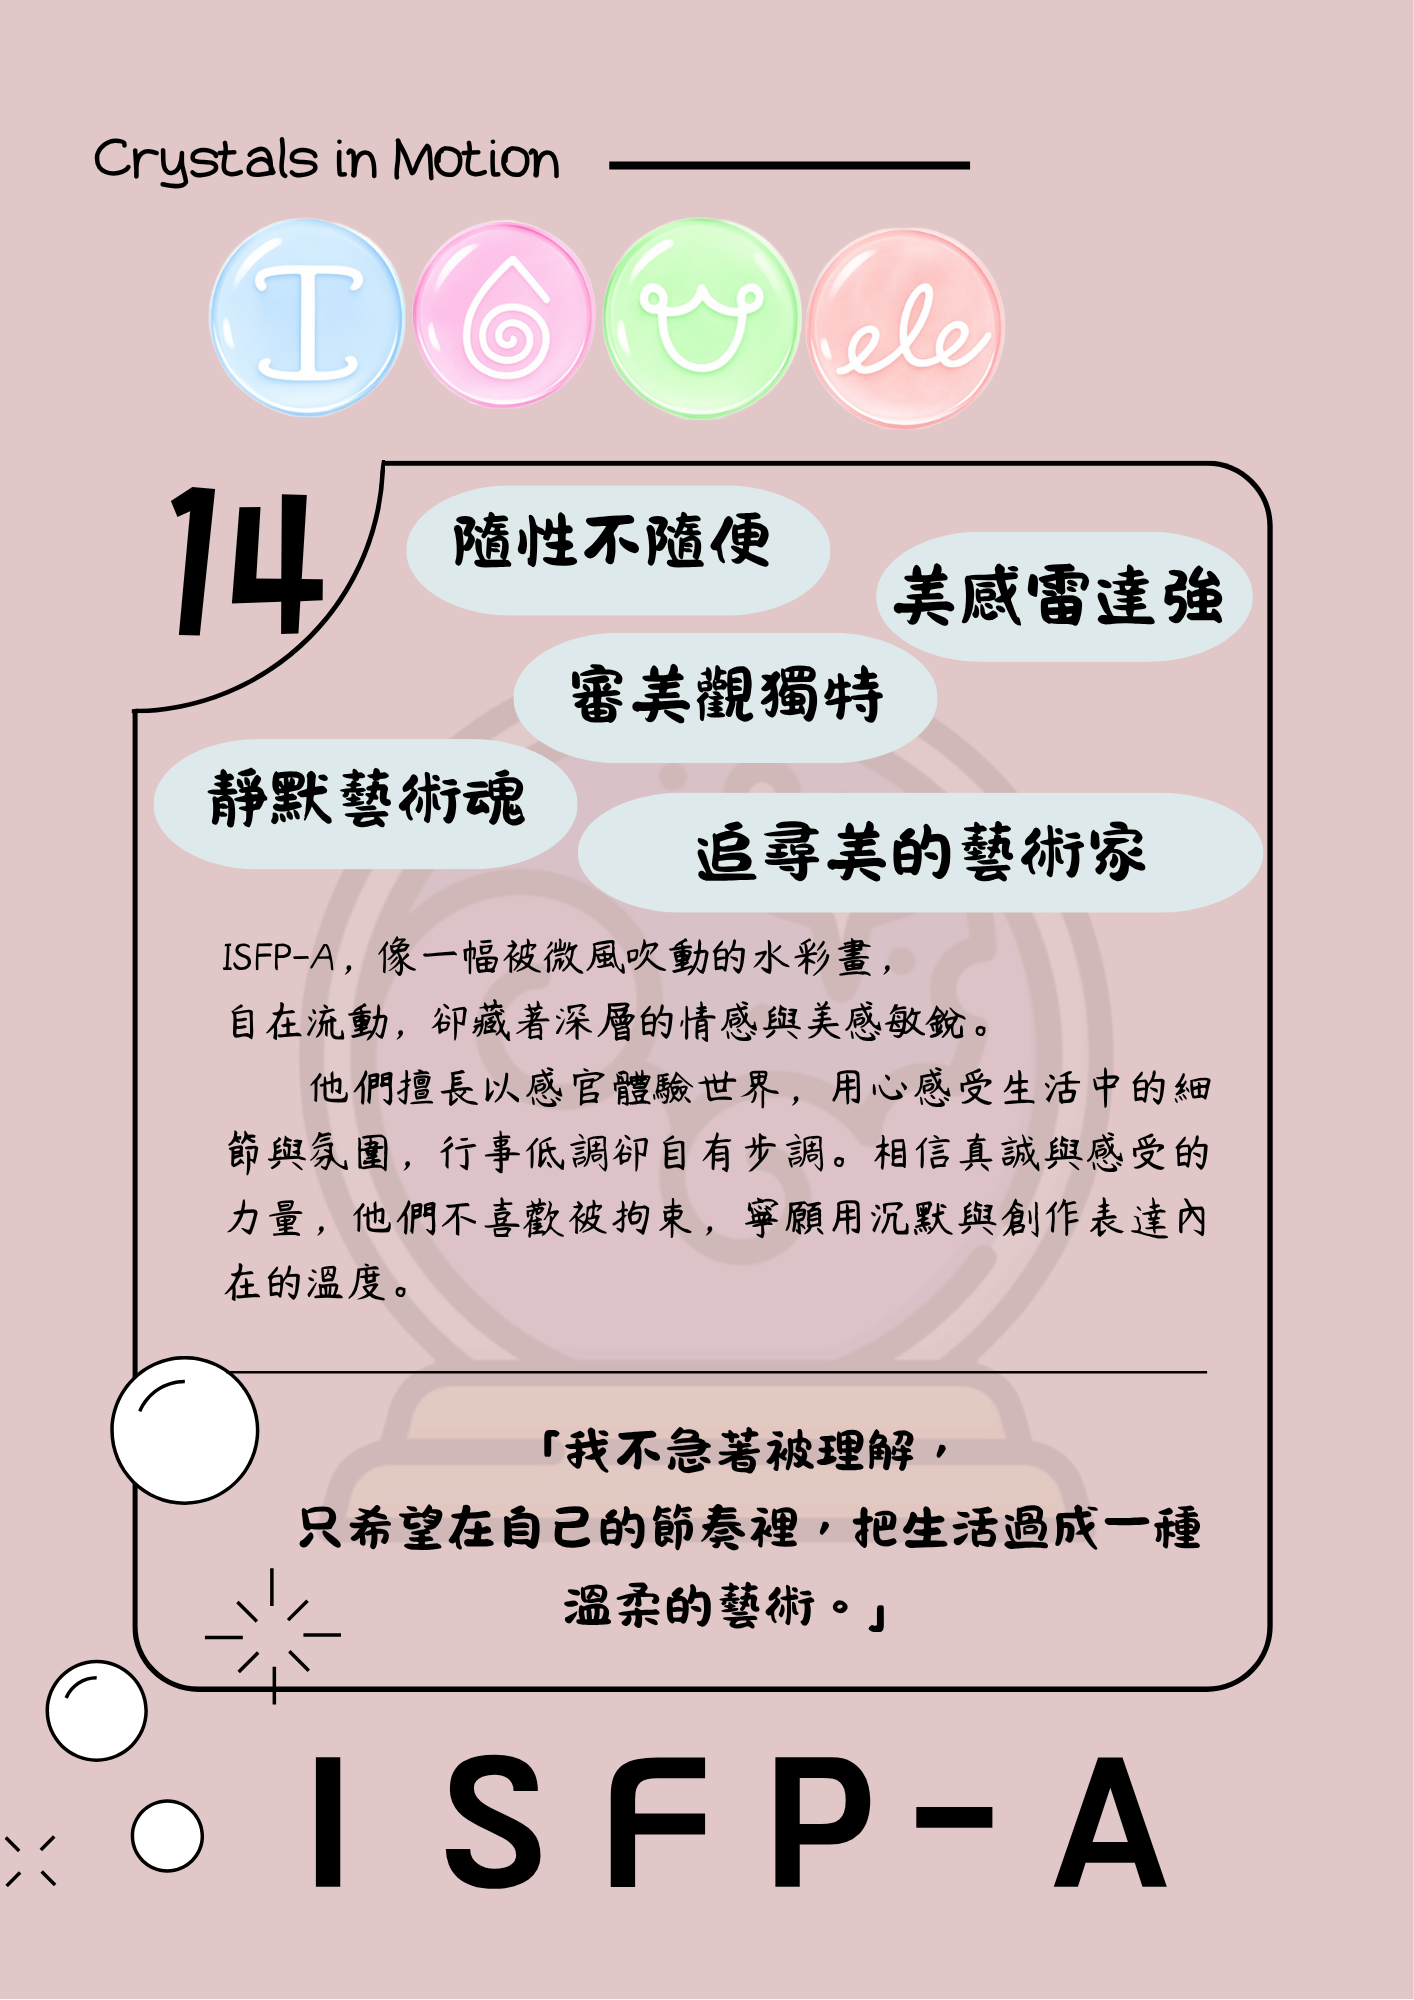 Crystals in Motion
I
ele
14
隨性不隨便
美感雷達強
審美觀獨特
靜默藝術魂
追尋美的藝術家
ISFP-A，像一幅被微風吹動的水彩畫，
自在流動，卻藏著深層的情感與美感敏銳。
他們擅長以感官體驗世界，用心感受生活中的細
節與氛圍，行事低調卻自有步調。相信真誠與感受的
力量，他們不喜歡被拘束，寧願用沉默與創作表達內
在的溫度。
「我不急著被理解，
只希望在自己的節奏裡，把生活過成一種
溫柔的藝術。」
ISFP-A